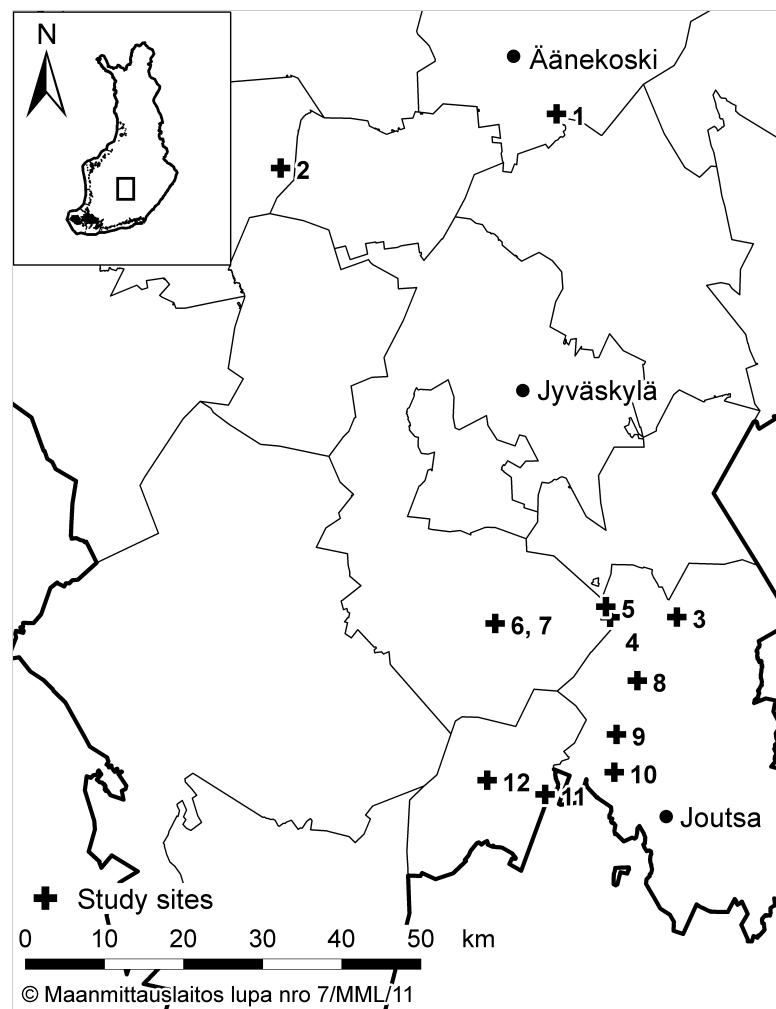 N
Äänekoski
1
2
Jyväskylä
5
3
6, 7
4
8
9
10
12
11
Joutsa
Study sites
0 10 20 30 40 50 km
© Maanmittauslaitos lupa nro 7/MML/11